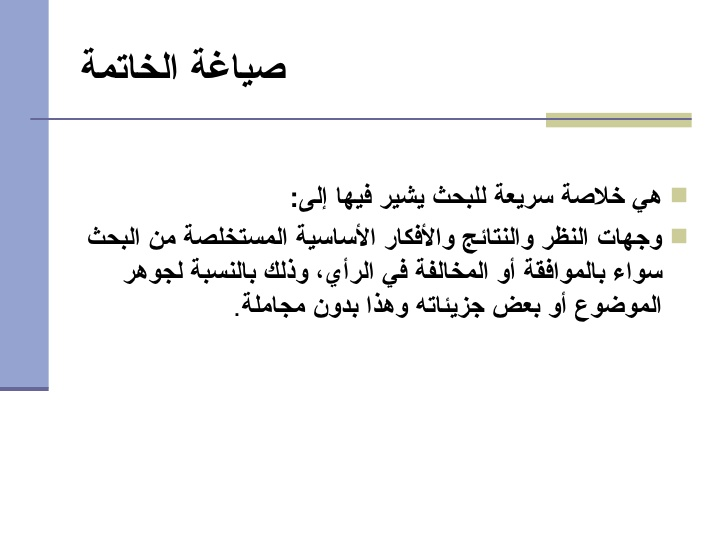 صياغة الخاتمة
هي خلاصة سريعة للبحث يشير فيها إلى:
وجهات النظر والنتائج والأفكار الأساسية المستخلصة من البحث
سواء بالموافقة أو المخالفة في الرأي، وذلك بالنسبة لجوهر
الموضوع أو بعض جزيئاته وهذا بدون مجاملة.